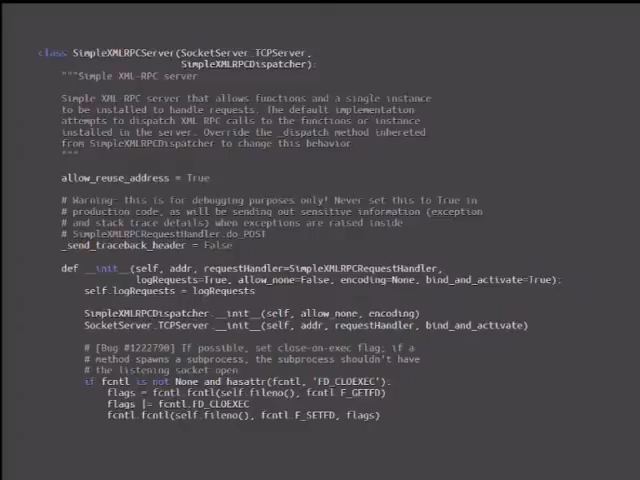 class SimpleXMLRPCServer(SocketServer.TCPServer,
SimpleXMLRPCDispatcher):
"""Simple XML-RPC server
Simple XML-RPC server that allows functions and a single instance
to be installed to handle requests. The default implementation
attempts to dispatch XML-RPC calls to the functions or instance
installed in the server. Override the _dispatch method inhereted
from SimpleXMLRPCDispatcher to change this behavior
"""
allow_reuse_address = True
# Warning: this is for debugging purposes only! Never set this to True in
# production code, as will be sending out sensitive information (exception
# and stack trace details) when exceptions are raised inside
# SimpleXMLRPCRequestHandler.do_POST
_send_traceback_header = False
def __init__(self, addr, requestHandler=SimpleXMLRPCRequestHandler,
logRequests=True, allow_none=False, encoding=None, bind_and_activate=True):
self.logRequests = logRequests
SimpleXMLRPCDispatcher.__init__(self, allow_none, encoding)
SocketServer.TCPServer.__init__(self, addr, requestHandler, bind_and_activate)
# [Bug #1222790] If possible, set close-on-exec flag; if a
# method spawns a subprocess, the subprocess shouldn't have
# the listening socket open
if fcntl is not None and hasattr(fcntl, 'FD_CLOEXEC'):
flags = fcntl.fcntl(self.fileno(), fcntl.F_GETFD)
flags |= fcntl.FD_CLOEXEC
fcntl.fcntl(self.fileno(), fcntl.F_SETFD, flags)